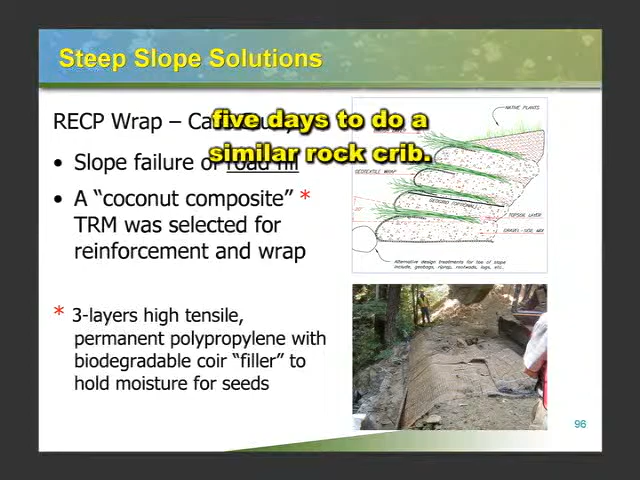 Steep Slope Solutions
RECP Wrap – Ca
five days to do a
similar rock crib.
• Slope failure of road fill
• A “coconut composite” *
TRM was selected for
reinforcement and wrap
* 3-layers high tensile,
permanent polypropylene with
biodegradable coir “filler” to
hold moisture for seeds
NATIVE PLANTS
GEOTEXTILE WRAP
GEOGRID (OPTIONAL)
TOPSOIL LAYER
GRAVEL-SOIL MIX
Alternative design treatments for toe of slope
include, geobags, riprap, rootwads, logs, etc.
96